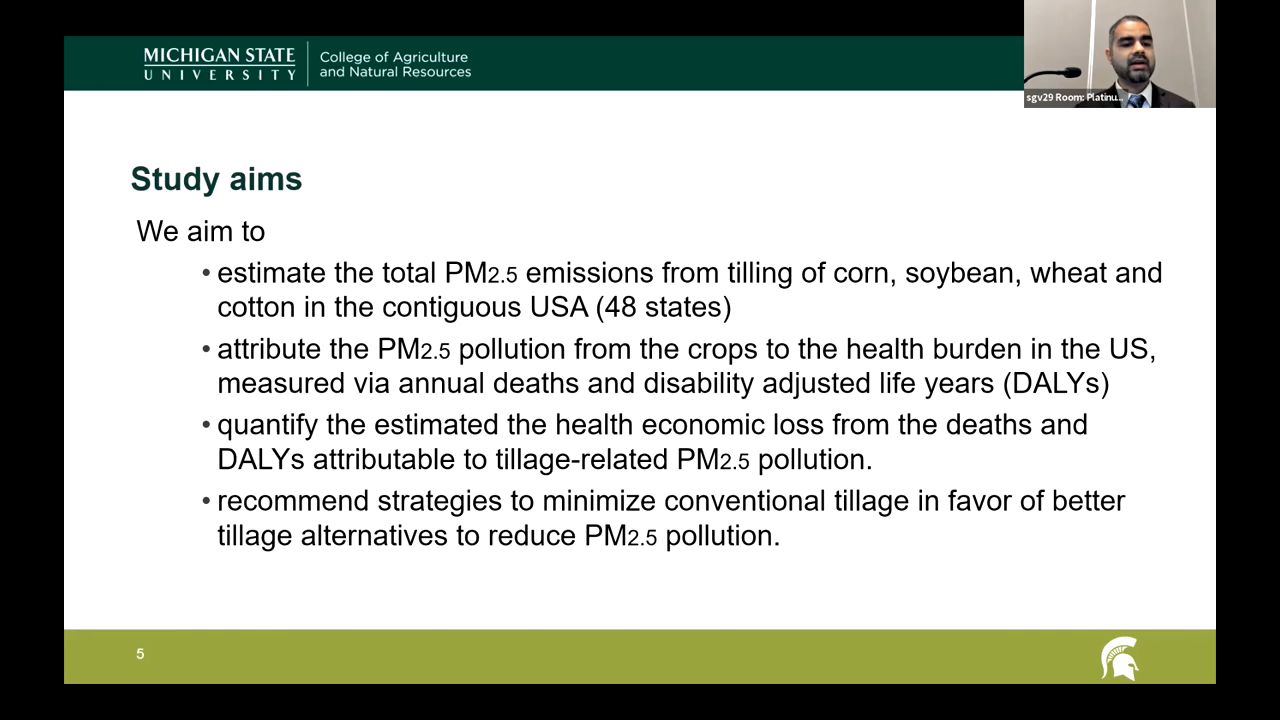 MICHIGAN STATE
UNIVERSITY
College of Agriculture
and Natural Resources
sgv29 Room: Platinu...
Study aims
We aim to
• estimate the total PM2.5 emissions from tilling of corn, soybean, wheat and
cotton in the contiguous USA (48 states)
• attribute the PM2.5 pollution from the crops to the health burden in the US,
measured via annual deaths and disability adjusted life years (DALYs)
• quantify the estimated the health economic loss from the deaths and
DALYs attributable to tillage-related PM2.5 pollution.
• recommend strategies to minimize conventional tillage in favor of better
tillage alternatives to reduce PM2.5 pollution.
5